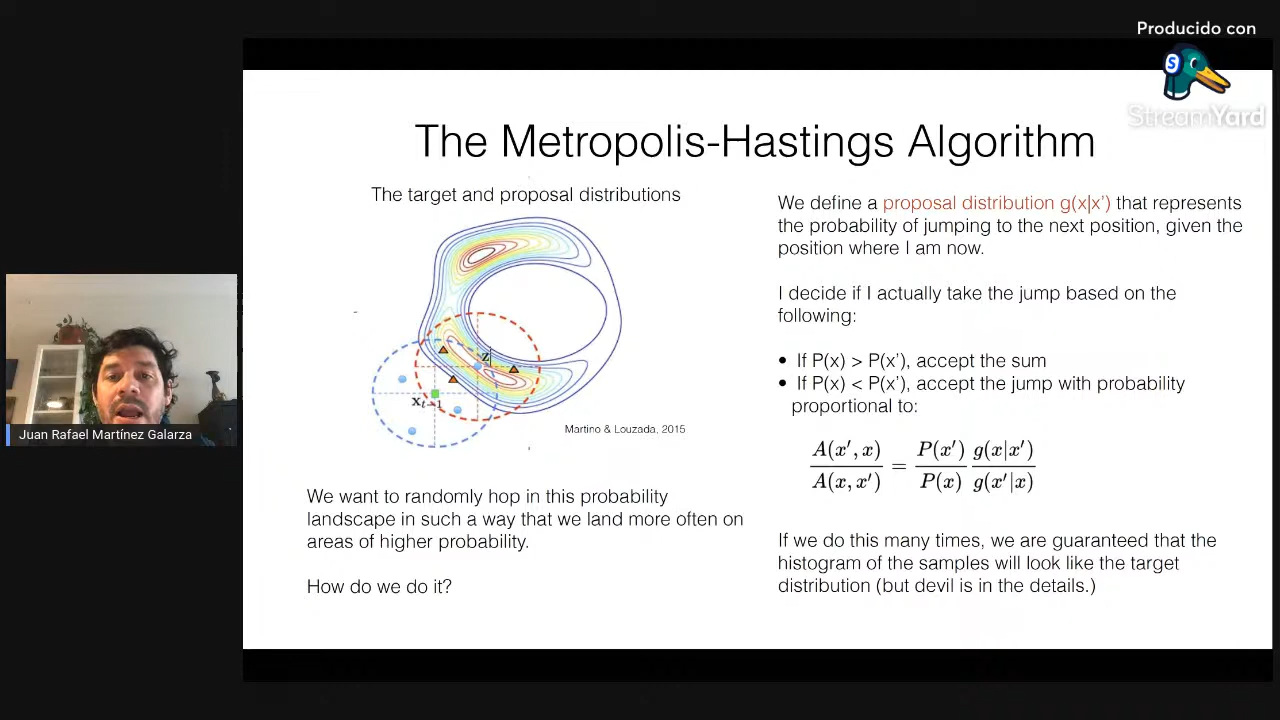 Producido con
StreamYard
The Metropolis-Hastings Algorithm
The target and proposal distributions
z
x_{t-1}
Martino & Louzada, 2015
We want to randomly hop in this probability
landscape in such a way that we land more often on
areas of higher probability.
How do we do it?
We define a proposal distribution g(x|x') that represents
the probability of jumping to the next position, given the
position where I am now.
I decide if I actually take the jump based on the
following:
• If P(x) > P(x'), accept the sum
• If P(x) < P(x'), accept the jump with probability
proportional to:
A(x′, x) / A(x, x′) = P(x′) / P(x) g(x|x′) / g(x′|x)
If we do this many times, we are guaranteed that the
histogram of the samples will look like the target
distribution (but devil is in the details.)
Juan Rafael Martínez Galarza